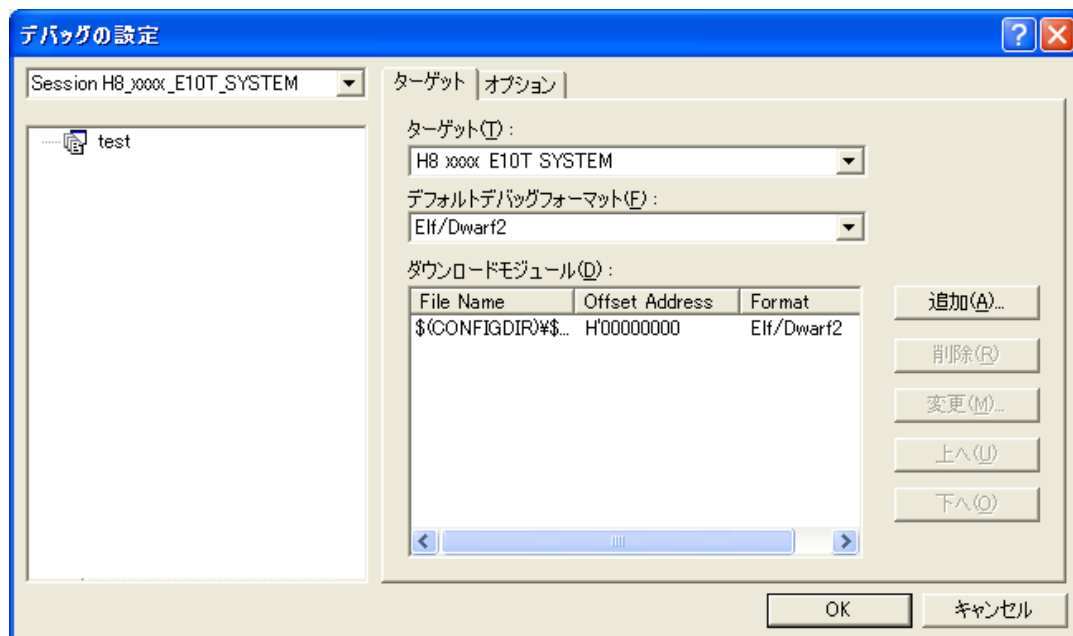 デバッグの設定
Session H8_xxxx_E10T_SYSTEM
test
ターゲット オプション
ターゲット(T) :
H8 xxxx E10T SYSTEM
デフォルトデバッグフォーマット(F) :
Elf/Dwarf2
ダウンロードモジュール(D) :
File Name Offset Address Format
$(CONFIGDIR)¥$... H'00000000 Elf/Dwarf2
追加(A)...
削除(R)
変更(M)...
上へ(U)
下へ(O)
OK キャンセル